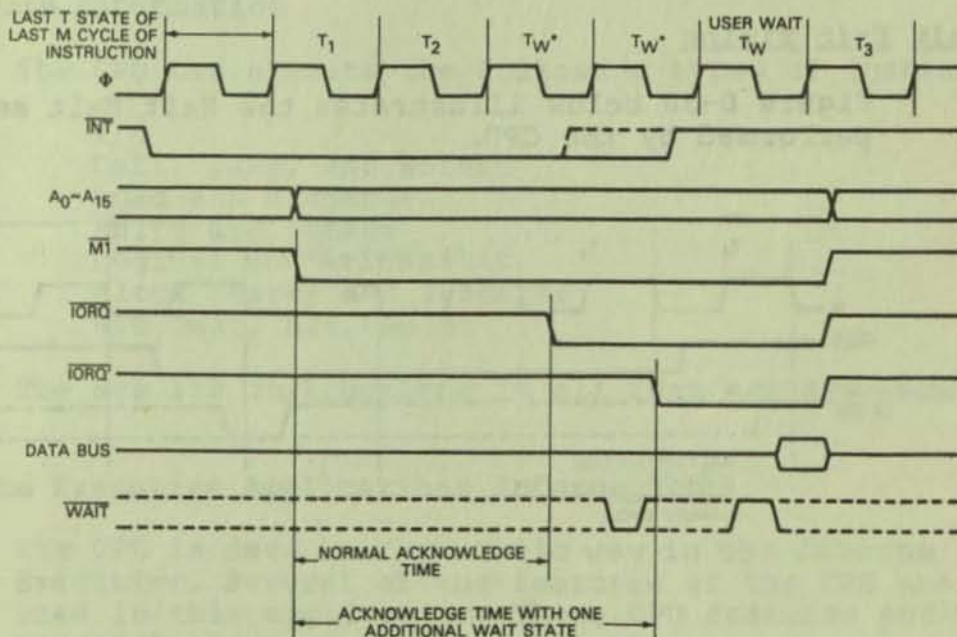 LAST T STATE OF
LAST M CYCLE OF
INSTRUCTION
USER WAIT
T1 T2 TW* TW* TW T3
Φ
INT
A0~A15
M1
IORQ
IORQ
DATA BUS
WAIT
NORMAL ACKNOWLEDGE
TIME
ACKNOWLEDGE TIME WITH ONE
ADDITIONAL WAIT STATE